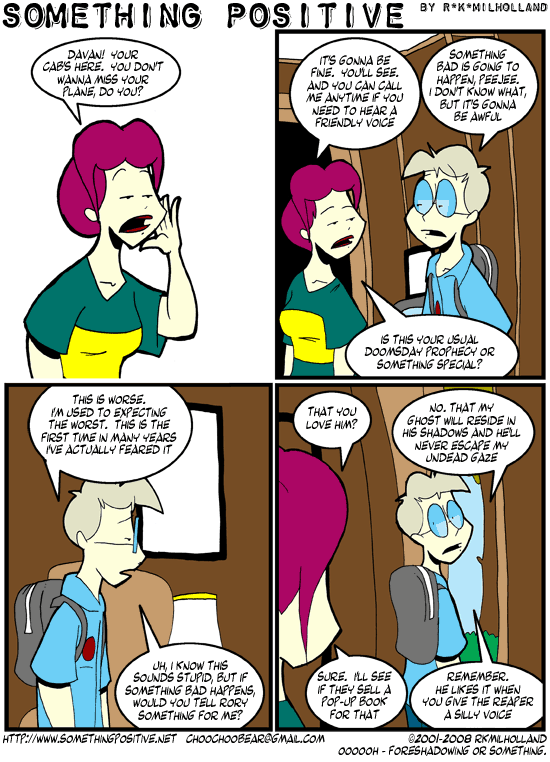 SOMETHING POSITIVE BY R*K*MILHOLLAND
DAVAN! YOUR
CAB'S HERE. YOU DON'T
WANNA MISS YOUR
PLANE, DO YOU?
IT'S GONNA BE
FINE. YOU'LL SEE.
AND YOU CAN CALL
ME ANYTIME IF YOU
NEED TO HEAR A
FRIENDLY VOICE
SOMETHING
BAD IS GOING TO
HAPPEN, PEEJEE.
I DON'T KNOW WHAT,
BUT IT'S GONNA
BE AWFUL
IS THIS YOUR USUAL
DOOMSDAY PROPHECY OR
SOMETHING SPECIAL?
THIS IS WORSE.
I'M USED TO EXPECTING
THE WORST. THIS IS THE
FIRST TIME IN MANY YEARS
I'VE ACTUALLY FEARED IT
UH, I KNOW THIS
SOUNDS STUPID, BUT IF
SOMETHING BAD HAPPENS,
WOULD YOU TELL RORY
SOMETHING FOR ME?
THAT YOU
LOVE HIM?
NO. THAT MY
GHOST WILL RESIDE IN
HIS SHADOWS AND HE'LL
NEVER ESCAPE MY
UNDEAD GAZE
SURE. I'LL SEE
IF THEY SELL A
POP-UP BOOK
FOR THAT
REMEMBER.
HE LIKES IT WHEN
YOU GIVE THE REAPER
A SILLY VOICE
HTTP://WWW.SOMETHINGPOSITIVE.NET CHOOCHOOBEAR@GMAIL.COM ©2001-2008 RKMILHOLLAND
OOOOOH - FORESHADOWING OR SOMETHING.